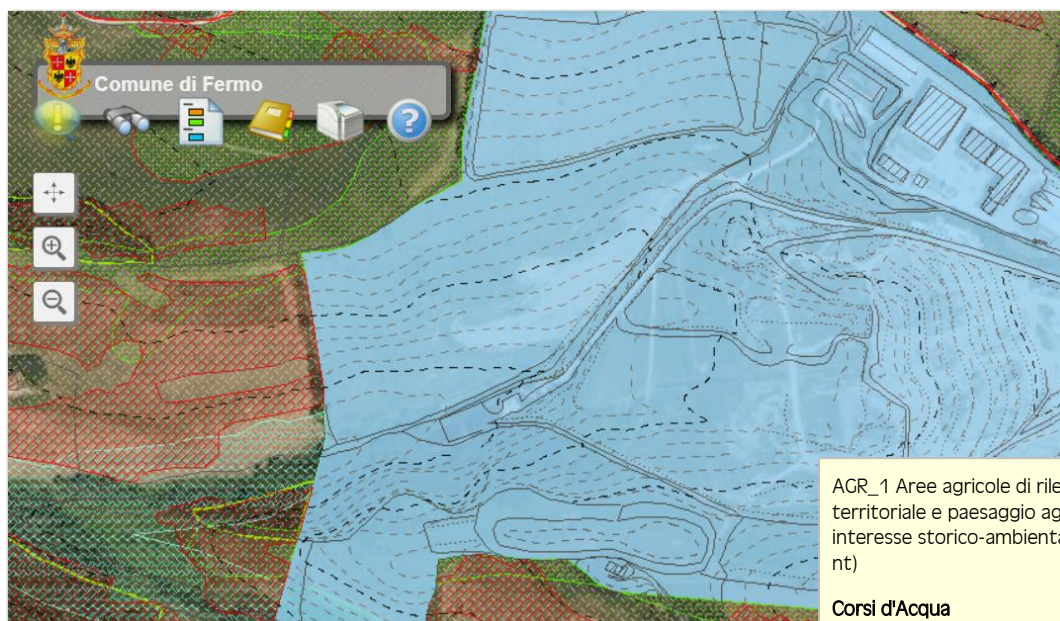 Comune di Fermo
AGR_1 Aree agricole di rile
territoriale e paesaggio ag
interesse storico-ambienta
nt)
Corsi d'Acqua